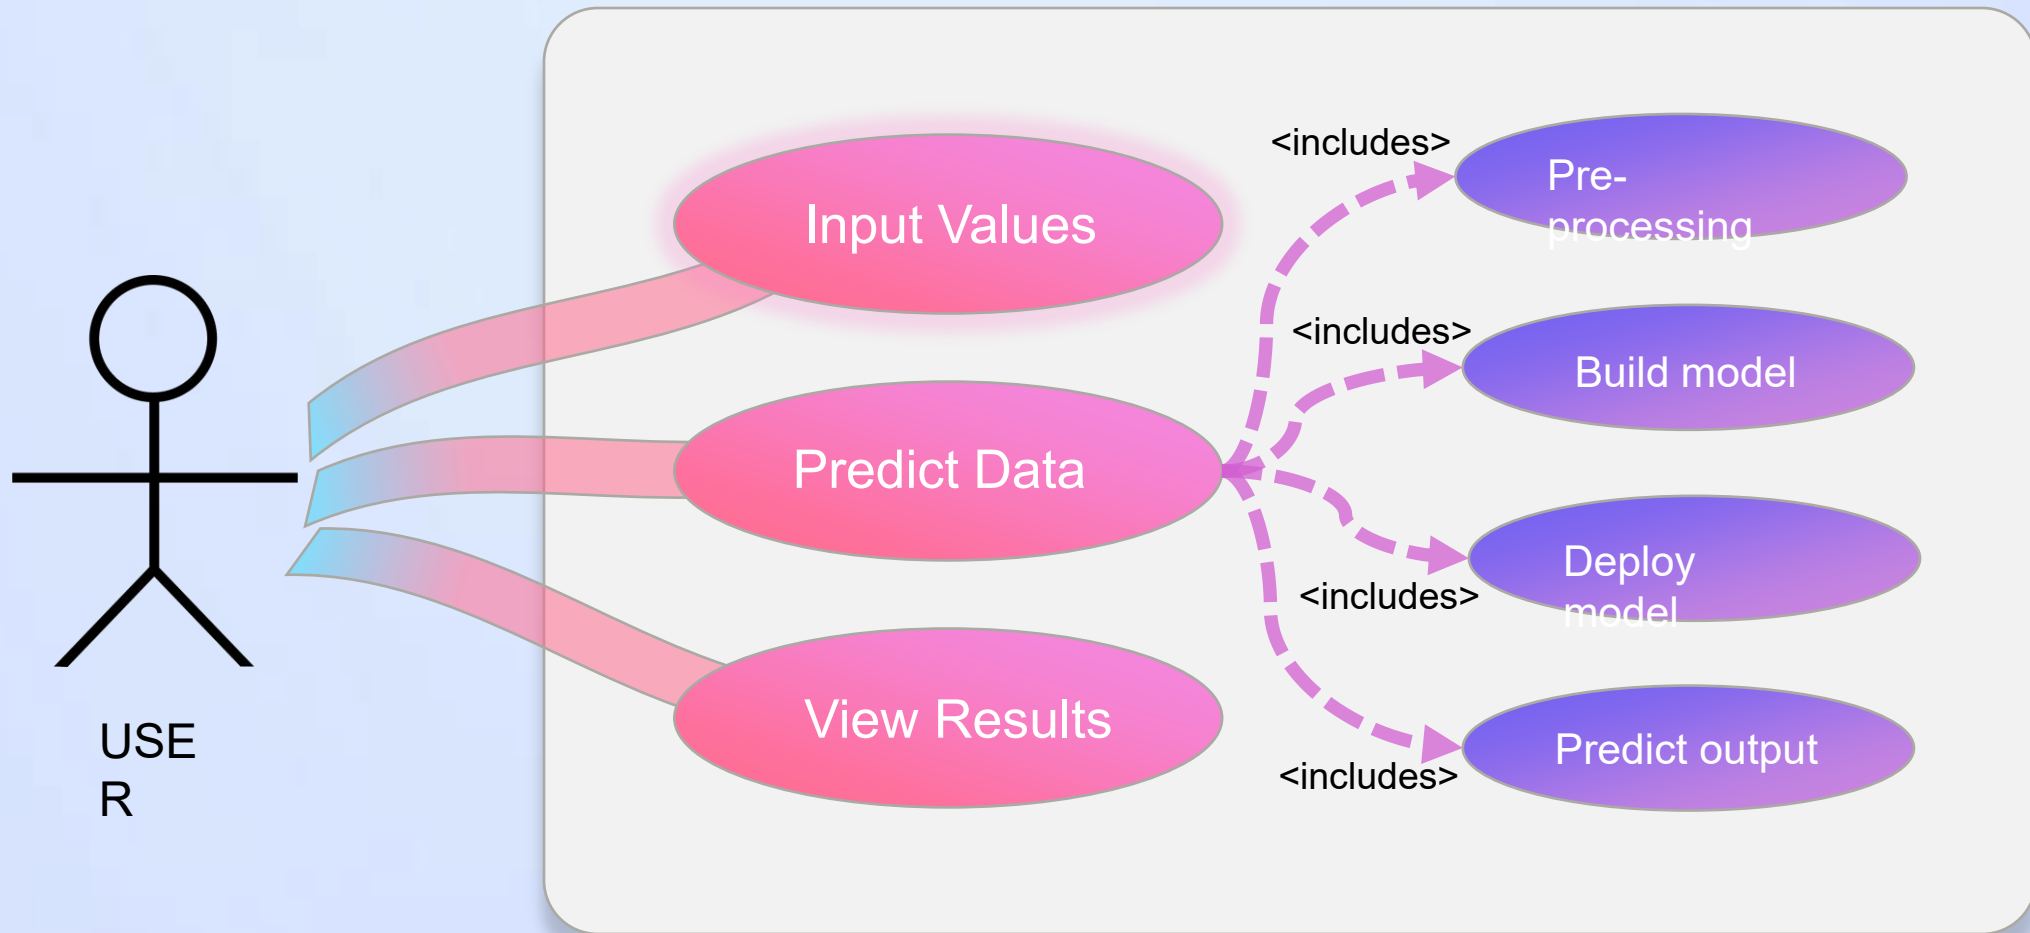 <includes>
Pre-
processing
Input Values
<includes>
Build model
Predict Data
Deploy
model
<includes>
View Results
Predict output
<includes>
USE
R